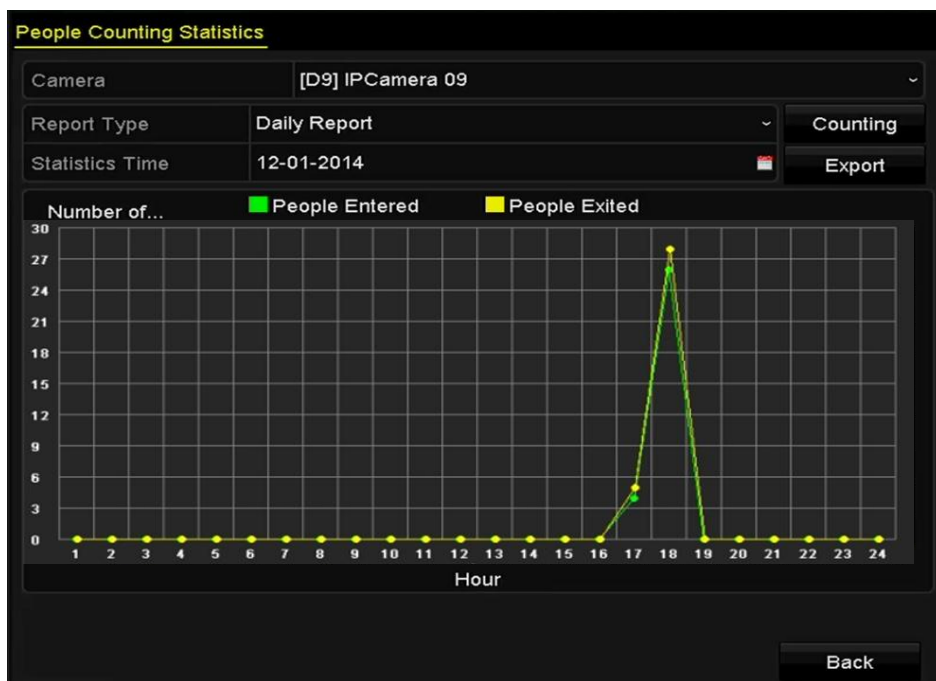 People Counting Statistics
Camera [D9] IPCamera 09
Report Type Daily Report Counting
Statistics Time 12-01-2014 Export
Number of... People Entered People Exited
30
27
24
21
18
15
12
9
6
3
0
1 2 3 4 5 6 7 8 9 10 11 12 13 14 15 16 17 18 19 20 21 22 23 24
Hour
Back